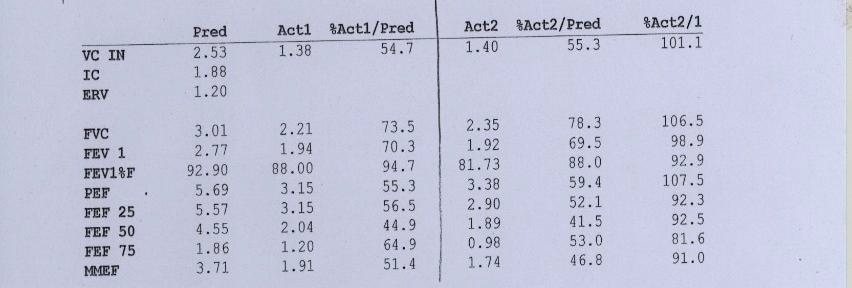 Pred Act1 %Act1/Pred Act2 %Act2/Pred %Act2/1
VC IN 2.53 1.38 54.7 1.40 55.3 101.1
IC 1.88
ERV 1.20
FVC 3.01 2.21 73.5 2.35 78.3 106.5
FEV 1 2.77 1.94 70.3 1.92 69.5 98.9
FEV1%F 92.90 88.00 94.7 81.73 88.0 92.9
PEF 5.69 3.15 55.3 3.38 59.4 107.5
FEF 25 5.57 3.15 56.5 2.90 52.1 92.3
FEF 50 4.55 2.04 44.9 1.89 41.5 92.5
FEF 75 1.86 1.20 64.9 0.98 53.0 81.6
MMEF 3.71 1.91 51.4 1.74 46.8 91.0